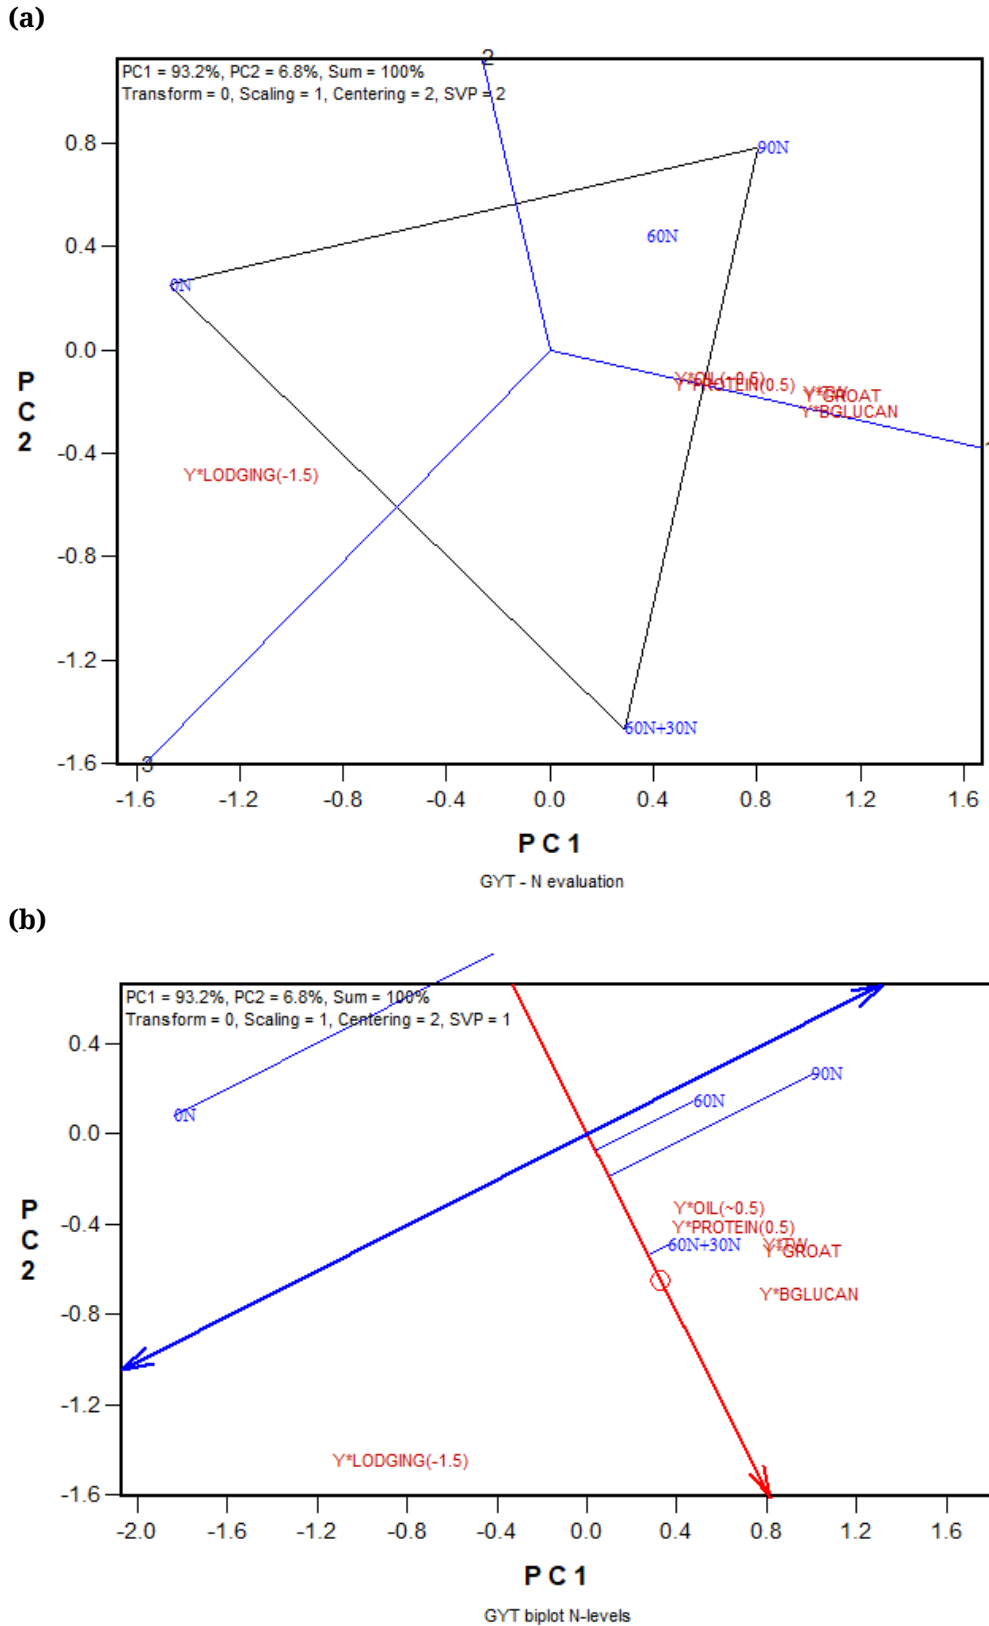 (a)
2
PC1 = 93.2%, PC2 = 6.8%, Sum = 100%
Transform = 0, Scaling = 1, Centering = 2, SVP = 2
0.8
90N
0.4
60N
0N
0.0
P
C
2
Y*OIL(~0.5)
Y*PROTEIN(0.5)
Y*TW
Y*GROAT
Y*BGLUCAN
-0.4
Y*LODGING(-1.5)
-0.8
-1.2
60N+30N
-1.6
3
-1.6 -1.2 -0.8 -0.4 0.0 0.4 0.8 1.2 1.6
PC1
GYT - N evaluation
(b)
PC1 = 93.2%, PC2 = 6.8%, Sum = 100%
Transform = 0, Scaling = 1, Centering = 2, SVP = 1
0.4
90N
60N
0N
0.0
P
C
2
Y*OIL(~0.5)
-0.4
Y*PROTEIN(0.5)
60N+30N
Y*TW
Y*GROAT
Y*BGLUCAN
-0.8
-1.2
Y*LODGING(-1.5)
-1.6
-2.0 -1.6 -1.2 -0.8 -0.4 0.0 0.4 0.8 1.2 1.6
PC1
GYT biplot N-levels